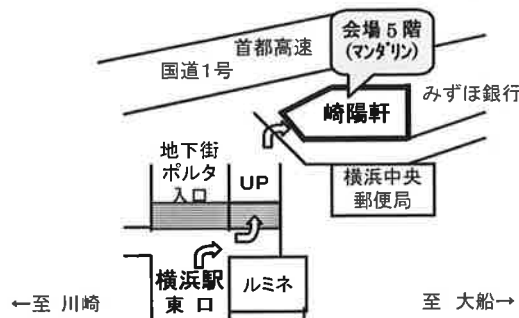 会場5階
(マンダリン)
首都高速
国道1号
みずほ銀行
崎陽軒
地下街
ポルタ
入口
UP
横浜中央
郵便局
横浜駅
東口
ルミネ
←至 川崎
至 大船→